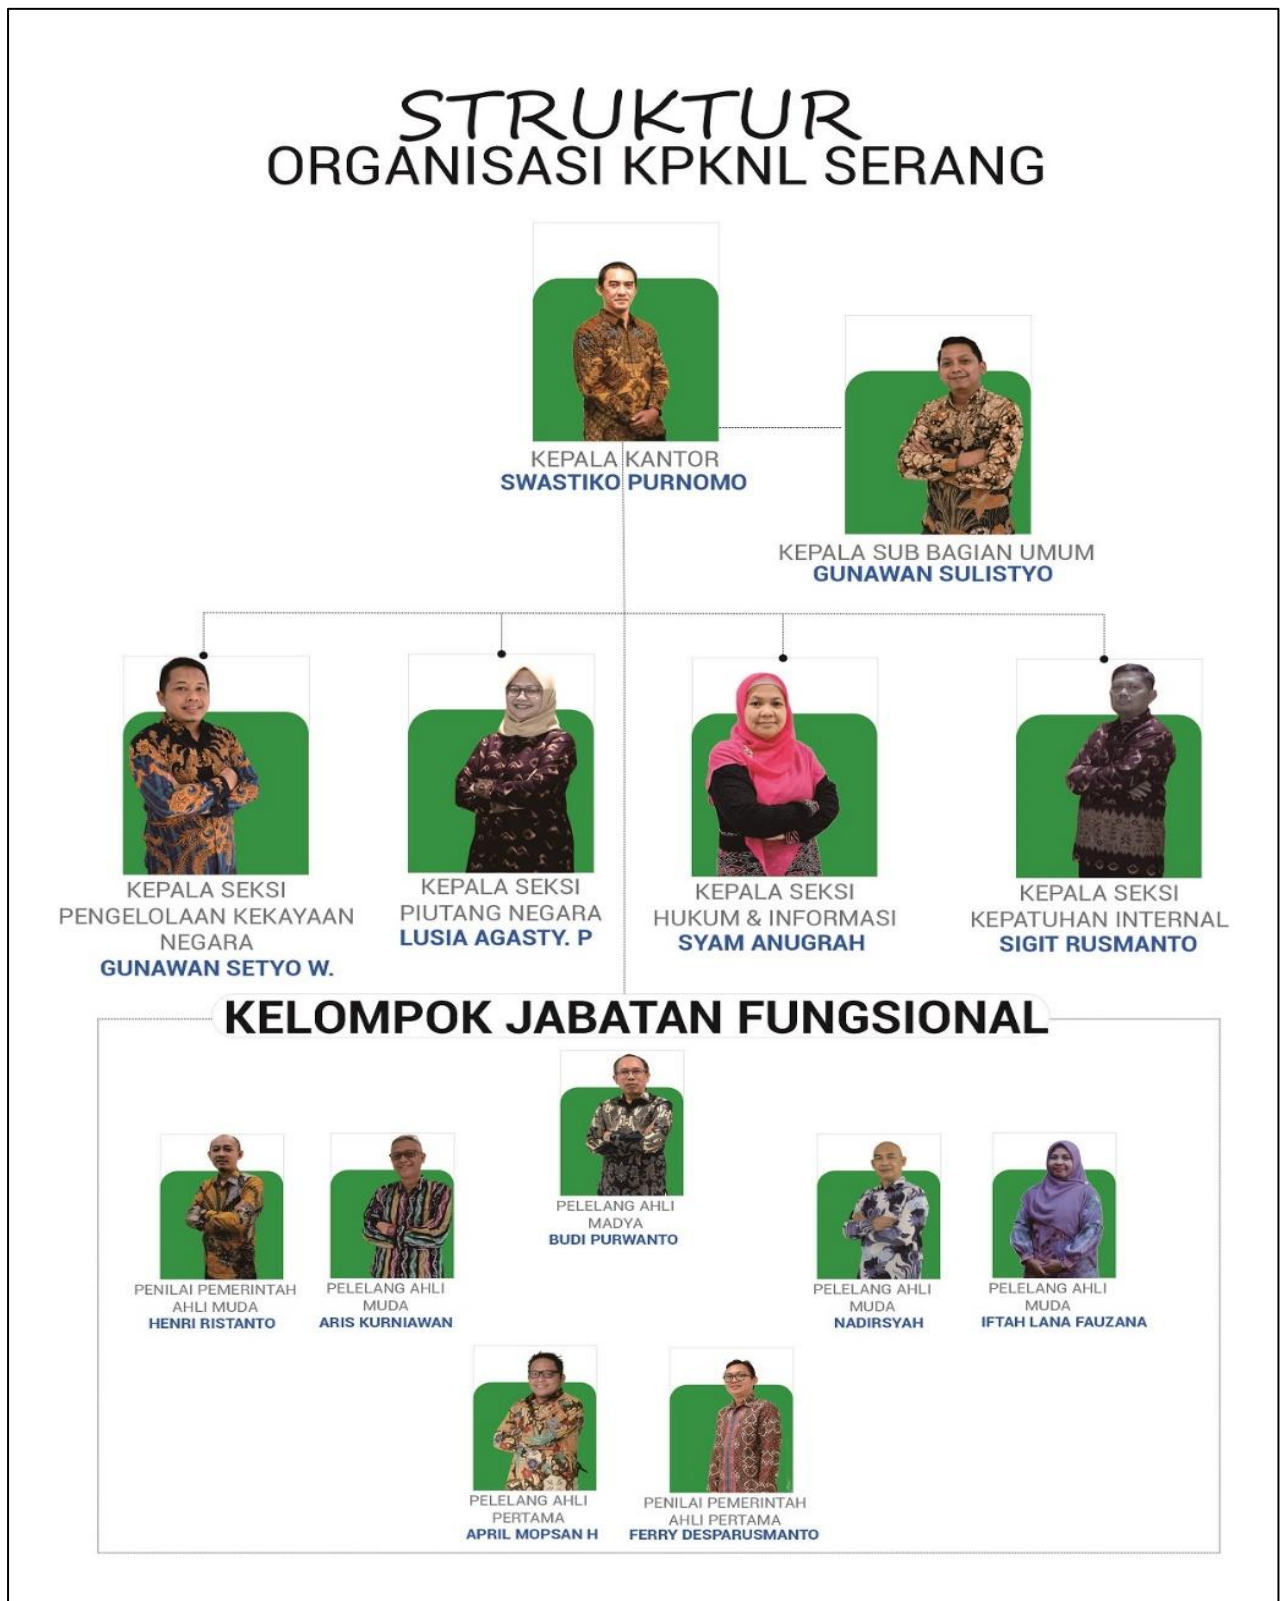 STRUKTUR
ORGANISASI KPKNL SERANG
KEPALA KANTOR
SWASTIKO PURNOMO
KEPALA SUB BAGIAN UMUM
GUNAWAN SULISTYO
KEPALA SEKSI
PENGELOLAAN KEKAYAAN
NEGARA
GUNAWAN SETYO W.
KEPALA SEKSI
PIUTANG NEGARA
LUSIA AGASTY. P
KEPALA SEKSI
HUKUM & INFORMASI
SYAM ANUGRAH
KEPALA SEKSI
KEPATUHAN INTERNAL
SIGIT RUSMANTO
KELOMPOK JABATAN FUNGSIONAL
PELELANG AHLI
MADYA
BUDI PURWANTO
PENILAI PEMERINTAH
AHLI MUDA
HENRI RISTANTO
PELELANG AHLI
MUDA
ARIS KURNIAWAN
PELELANG AHLI
MUDA
NADIRSYAH
PELELANG AHLI
MUDA
IFTAH LANA FAUZANA
PELELANG AHLI
PERTAMA
APRIL MOPSAN H
PENILAI PEMERINTAH
AHLI PERTAMA
FERRY DESPARUSMANTO